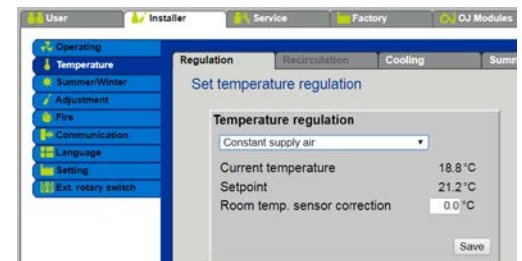 User Installer Service Factory OJ Modules
Operating
Temperature
Summer/Winter
Adjustment
Fire
Communication
Language
Setting
Ext. rotary switch
Regulation Recirculation Cooling Summ
Set temperature regulation
Temperature regulation
Constant supply air
Current temperature 18.8°C
Setpoint 21.2°C
Room temp. sensor correction 0.0 °C
Save